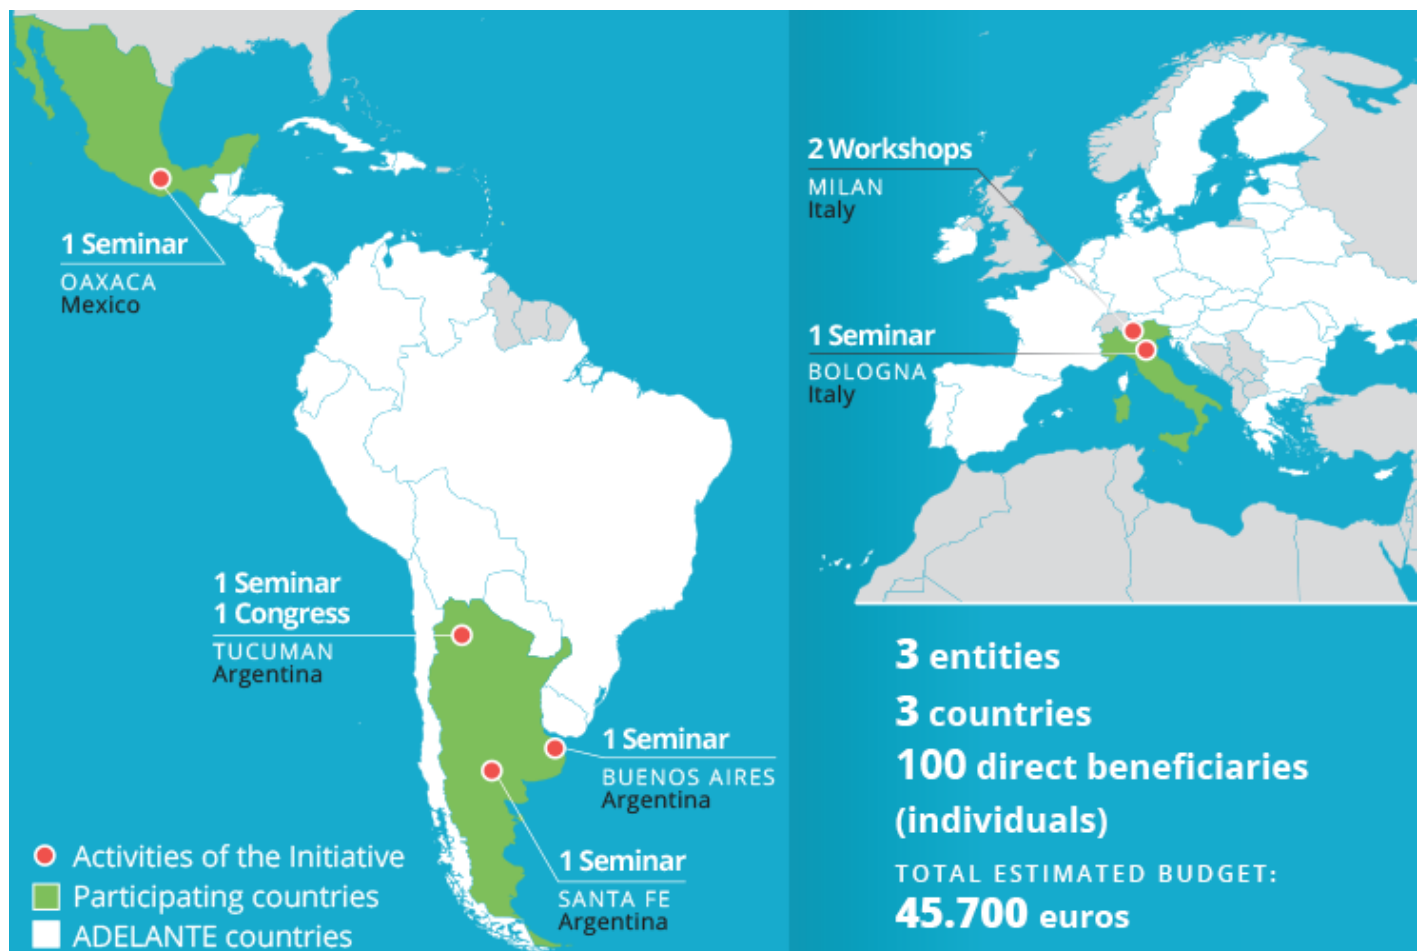 1 Seminar
OAXACA
Mexico
1 Seminar
1 Congress
TUCUMAN
Argentina
1 Seminar
BUENOS AIRES
Argentina
1 Seminar
SANTA FE
Argentina
Activities of the Initiative
Participating countries
ADELANTE countries
2 Workshops
MILAN
Italy
1 Seminar
BOLOGNA
Italy
3 entities
3 countries
100 direct beneficiaries
(individuals)
TOTAL ESTIMATED BUDGET:
45.700 euros